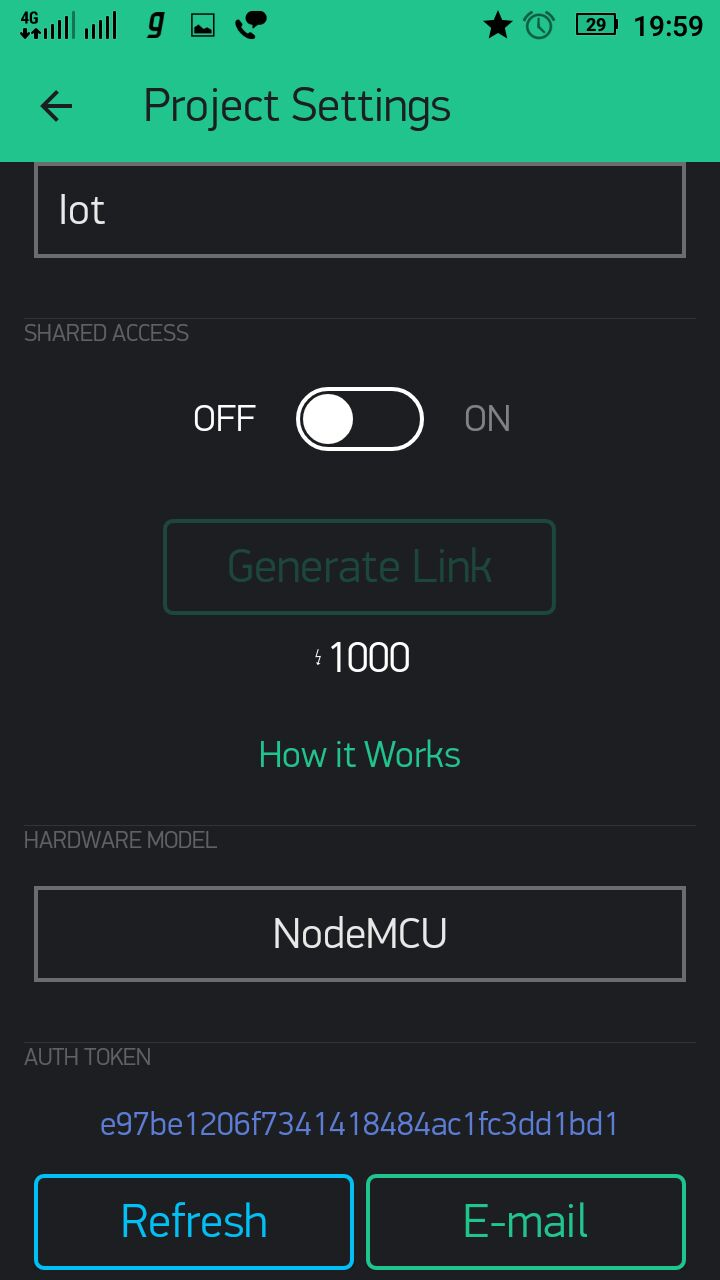 4G
g
29 19:59
Project Settings
Iot
SHARED ACCESS
OFF ON
Generate Link
1000
How it Works
HARDWARE MODEL
NodeMCU
AUTH TOKEN
e97be1206f7341418484ac1fc3dd1bd1
Refresh E-mail